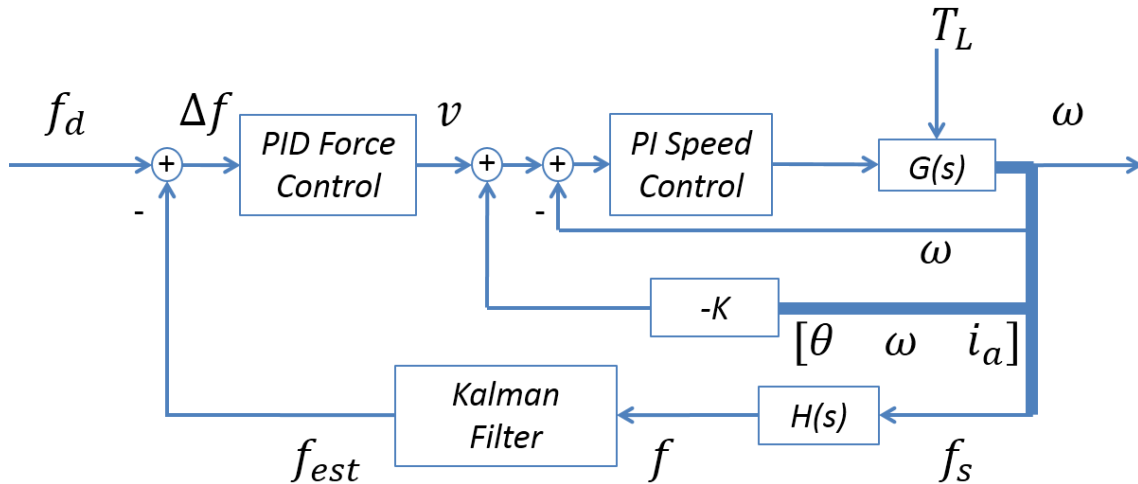 T_L
f_d
Δf
v
ω
+
PID Force
Control
+
+
PI Speed
Control
G(s)
-
-
ω
-K
[θ ω i_a]
Kalman
Filter
H(s)
f_est
f
f_s